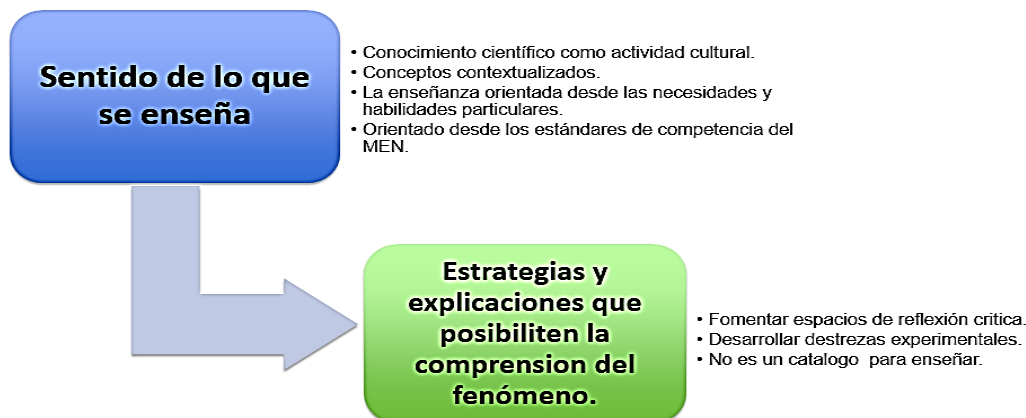 Sentido de lo que
se enseña
• Conocimiento científico como actividad cultural.
• Conceptos contextualizados.
• La enseñanza orientada desde las necesidades y
habilidades particulares.
• Orientado desde los estándares de competencia del
MEN.
Estrategias y
explicaciones que
posibiliten la
comprension del
fenómeno.
• Fomentar espacios de reflexión critica.
• Desarrollar destrezas experimentales.
• No es un catalogo para enseñar.